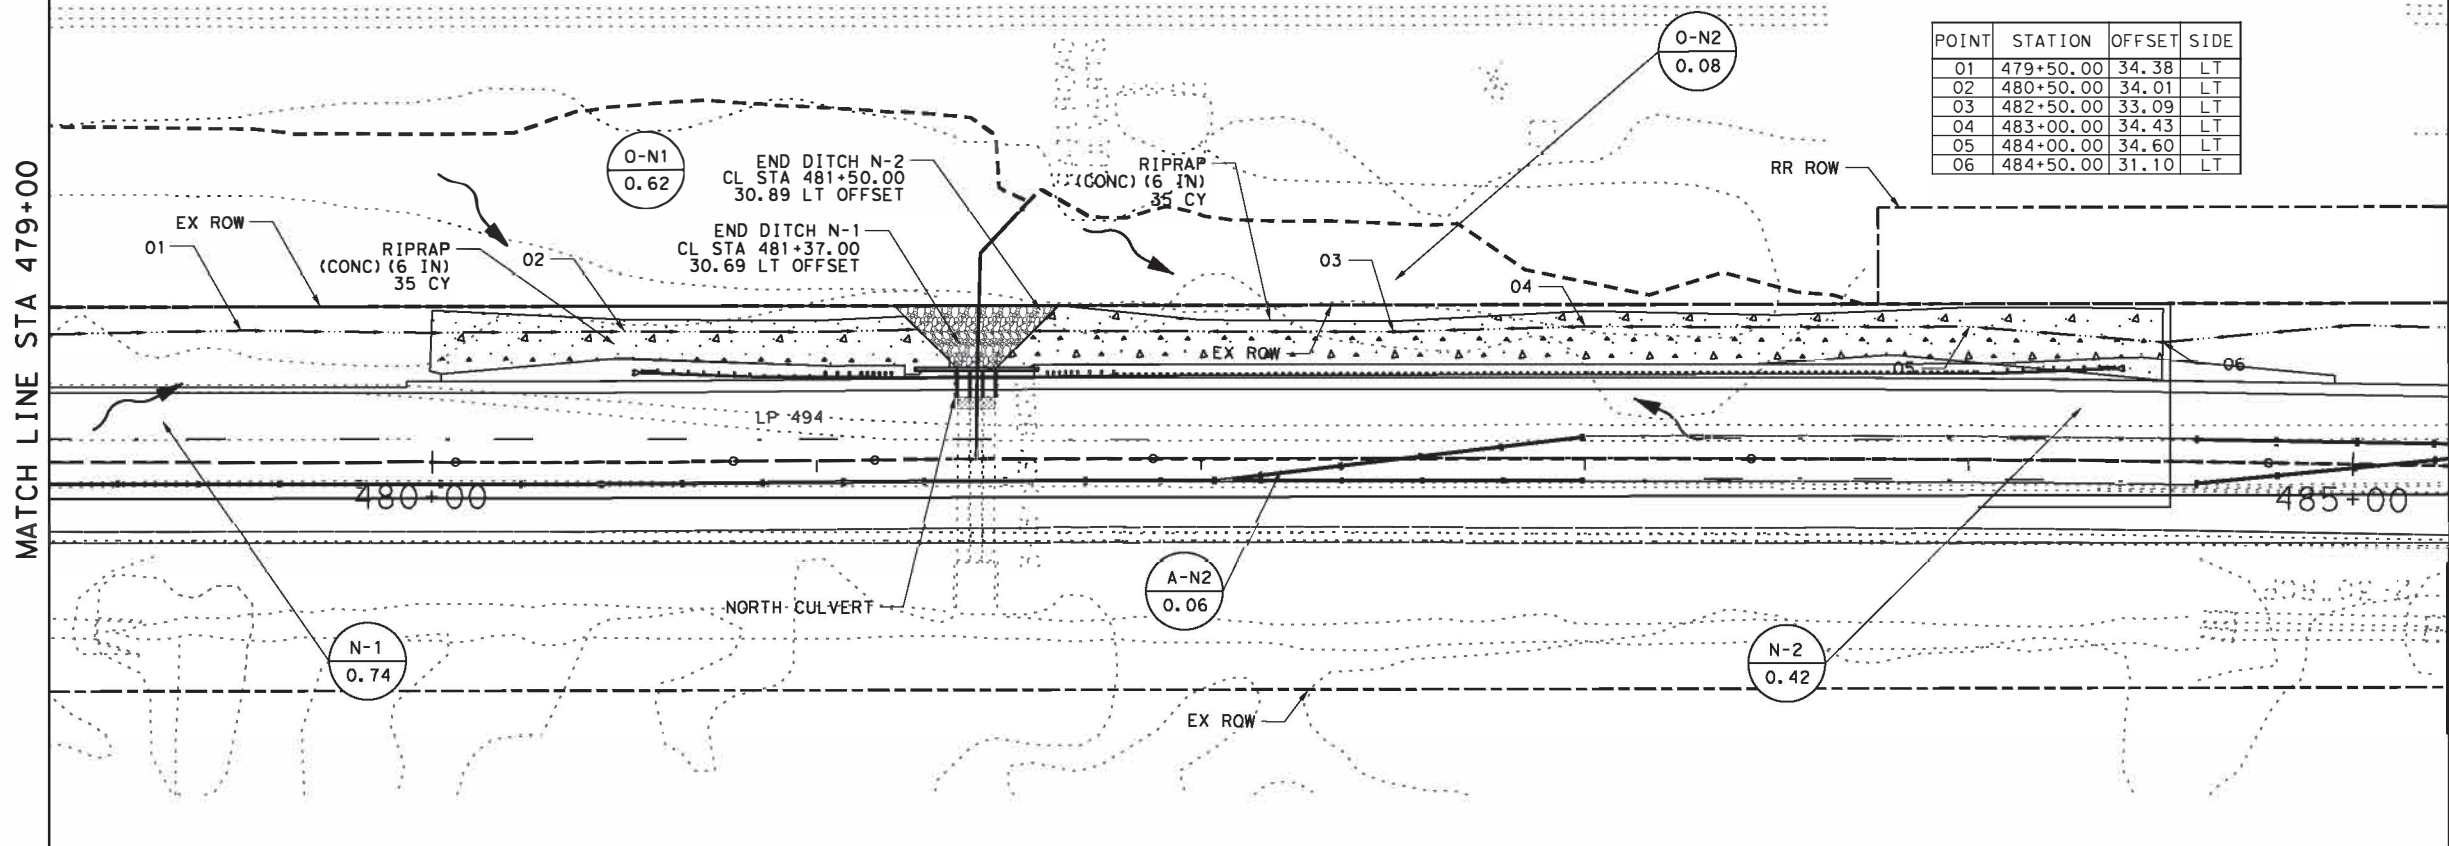 MATCH LINE STA 479+00
O-N2
0.08
POINT STATION OFFSET SIDE
01 479+50.00 34.38 LT
02 480+50.00 34.01 LT
03 482+50.00 33.09 LT
04 483+00.00 34.43 LT
05 484+00.00 34.60 LT
06 484+50.00 31.10 LT
O-N1
0.62
END DITCH N-2
CL STA 481+50.00
30.89 LT OFFSET
RIPRAP
(CONC) (6 IN)
35 CY
RR ROW
EX ROW
01
RIPRAP
(CONC) (6 IN)
35 CY
02
END DITCH N-1
CL STA 481+37.00
30.69 LT OFFSET
03
04
EX ROW
05
06
LP 494
480+00
485+00
A-N2
0.06
NORTH CULVERT
N-1
0.74
N-2
0.42
EX ROW